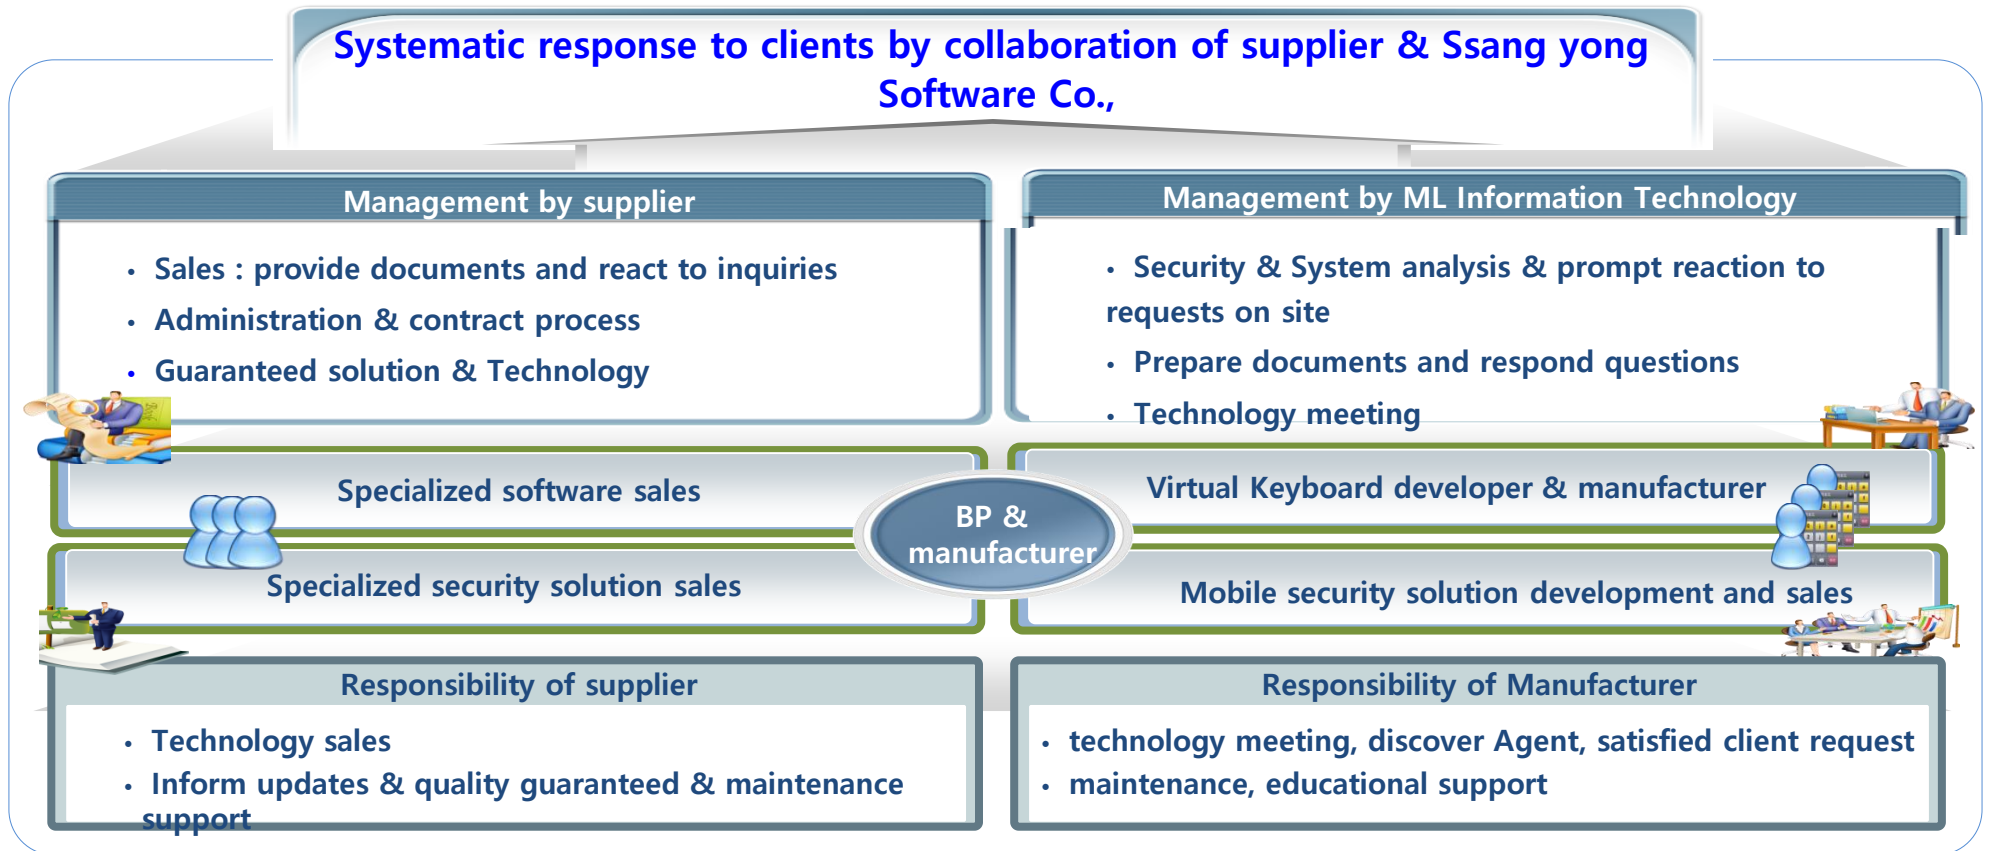 Systematic response to clients by collaboration of supplier & Ssang yong
Software Co.,
Management by supplier
• Sales : provide documents and react to inquiries
• Administration & contract process
• Guaranteed solution & Technology
Management by ML Information Technology
• Security & System analysis & prompt reaction to
requests on site
• Prepare documents and respond questions
• Technology meeting
Specialized software sales
Specialized security solution sales
BP &
manufacturer
Virtual Keyboard developer & manufacturer
Mobile security solution development and sales
Responsibility of supplier
• Technology sales
• Inform updates & quality guaranteed & maintenance
support
Responsibility of Manufacturer
• technology meeting, discover Agent, satisfied client request
• maintenance, educational support